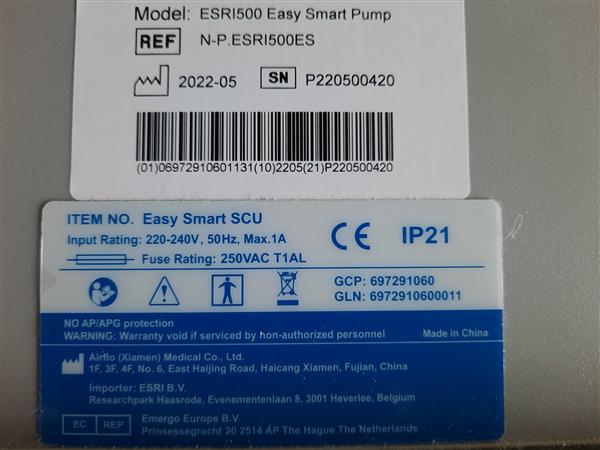 Model: ESRI500 Easy Smart Pump
REF N-P.ESRI500ES
2022-05 SN P220500420
(01)06972910601131(10)2205(21)P220500420
ITEM NO. Easy Smart SCU
Input Rating: 220-240V, 50Hz, Max.1A
Fuse Rating: 250VAC T1AL
CE IP21
GCP: 697291060
GLN: 6972910600011
NO AP/APG protection
WARNING: Warranty void if serviced by non-authorized personnel Made in China
Airflo (Xiamen) Medical Co., Ltd.
1F, 3F, 4F, No. 6, East Haijing Road, Haicang Xiamen, Fujian, China
Importer: ESRI B.V.
Researchpark Haasrode, Evenementenlaan 8, 3001 Heverlee, Belgium
EC REP Emergo Europe B.V.
Prinsessegracht 20 2514 AP The Hague The Netherlands